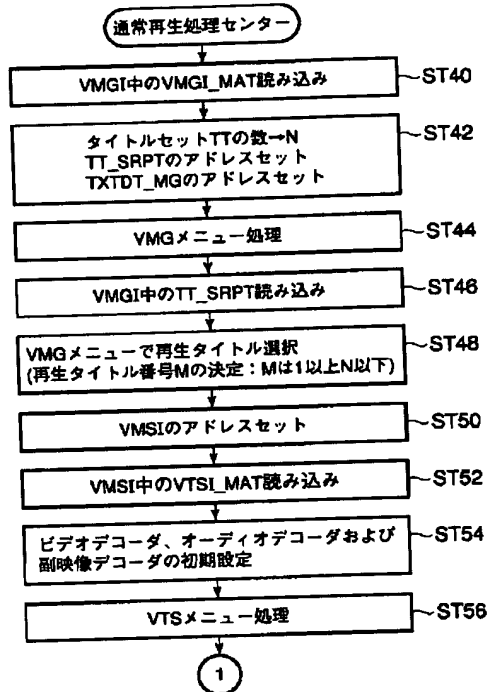 通常再生処理センター
VMGI中のVMGI_MAT読み込み
ST40
タイトルセットTTの数→N
TT_SRPTのアドレスセット
TXTDT_MGのアドレスセット
ST42
VMGメニュー処理
ST44
VMGI中のTT_SRPT読み込み
ST46
VMGメニューで再生タイトル選択
(再生タイトル番号Mの決定：Mは1以上N以下)
ST48
VMSIのアドレスセット
ST50
VMSI中のVTSI_MAT読み込み
ST52
ビデオデコーダ、オーディオデコーダおよび
副映像デコーダの初期設定
ST54
VTSメニュー処理
ST56
1